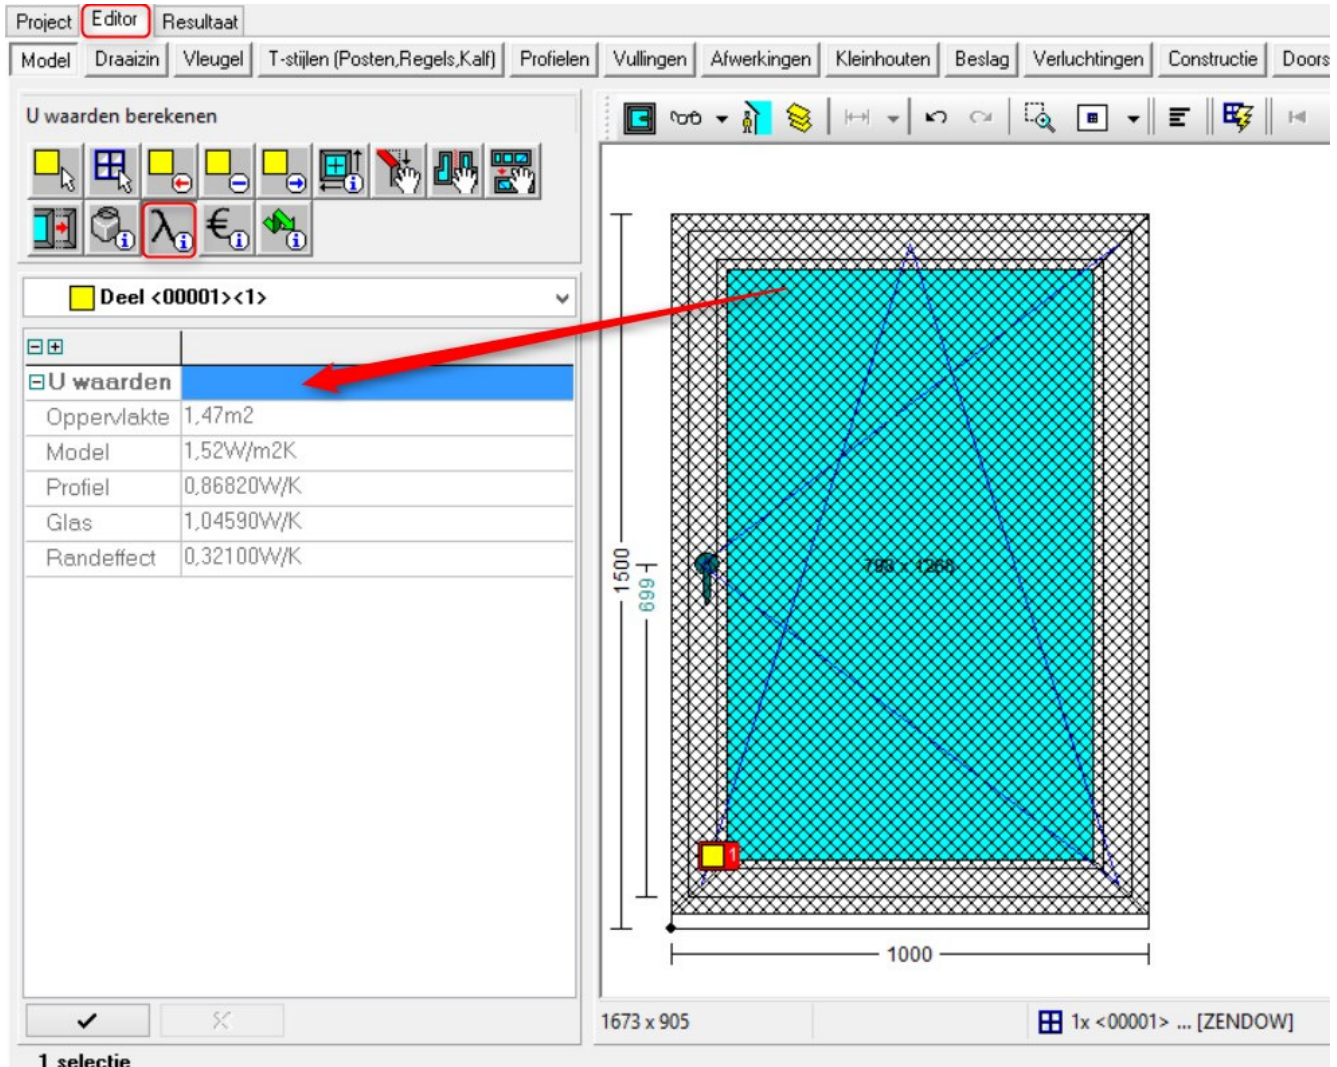 Project Editor Resultaat
Model Draaizin Vleugel T-stijlen (Posten,Regels,Kalf) Profielen Vullingen Afwerkingen Kleinhouten Beslag Verluchtingen Constructie Doors
U waarden berekenen
Deel <00001><1>
U waarden
Oppervlakte 1,47m2
Model 1,52W/m2K
Profiel 0,86820W/K
Glas 1,04590W/K
Randeffect 0,32100W/K
1500
699
793 x 1268
1
1000
1673 x 905
1x <00001> ... [ZENDOW]
1 selectie